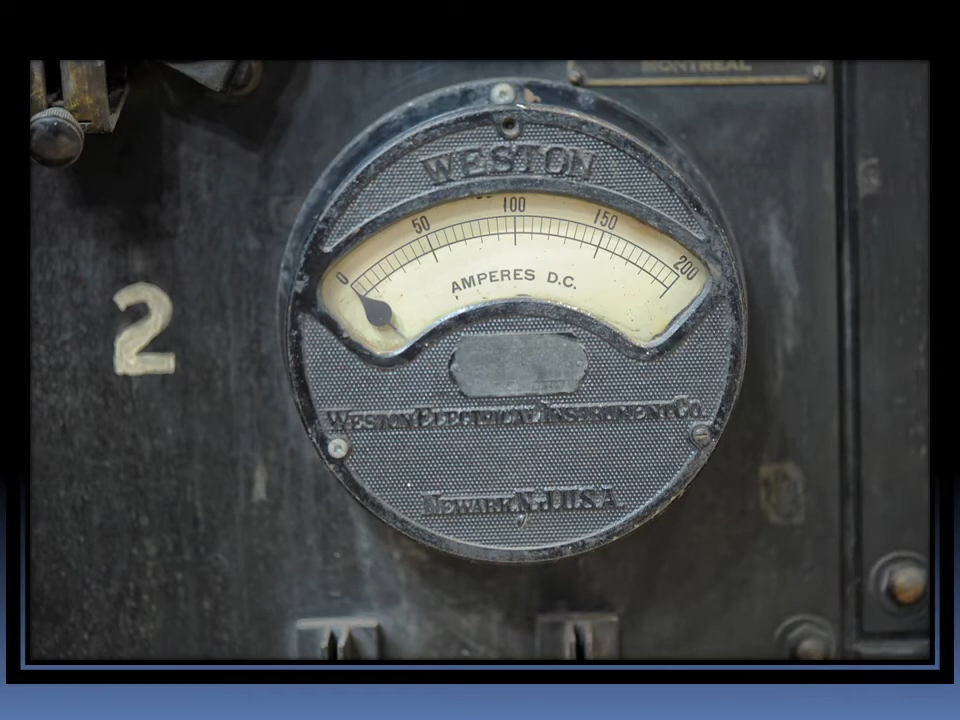 MONTREAL
WESTON
0 50 100 150 200
AMPERES D.C.
2
WESTON ELECTRICAL INSTRUMENT CO.
NEWARK, N.J., U.S.A.